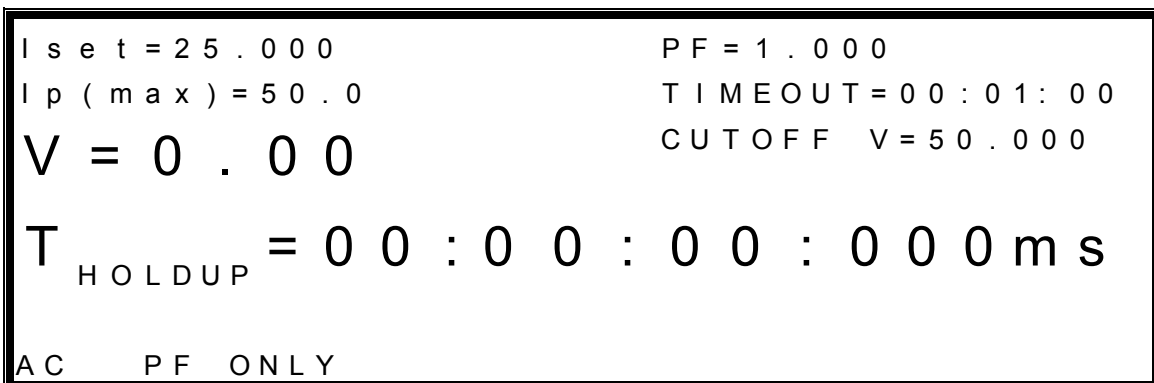 Iset=25.000
PF=1.000
Ip(max)=50.0
TIMEOUT=00:01:00
V=0.00
CUTOFF V=50.000
T HOLDUP =00:00:00:000ms
AC PF ONLY